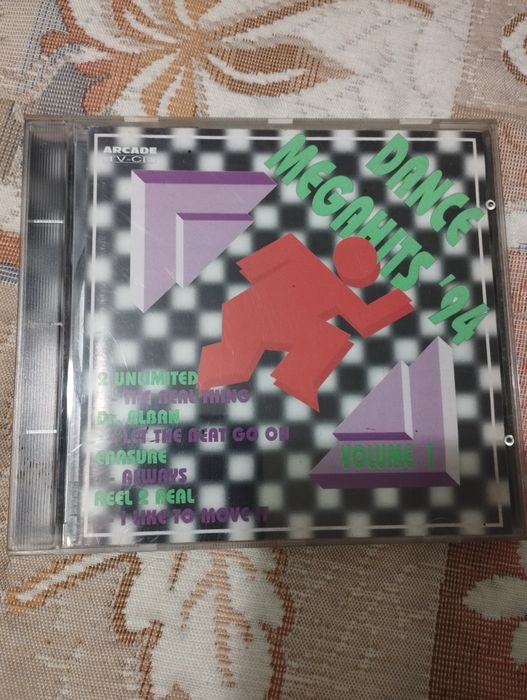 ARCADE
TV-CD
DANCE
MEGAHITS '94
2 UNLIMITED
- THE REAL THING
Dr. ALBAN
- LET THE BEAT GO ON
ERASURE
- ALWAYS
REEL 2 REAL
- I LIKE TO MOVE IT
VOLUME 1